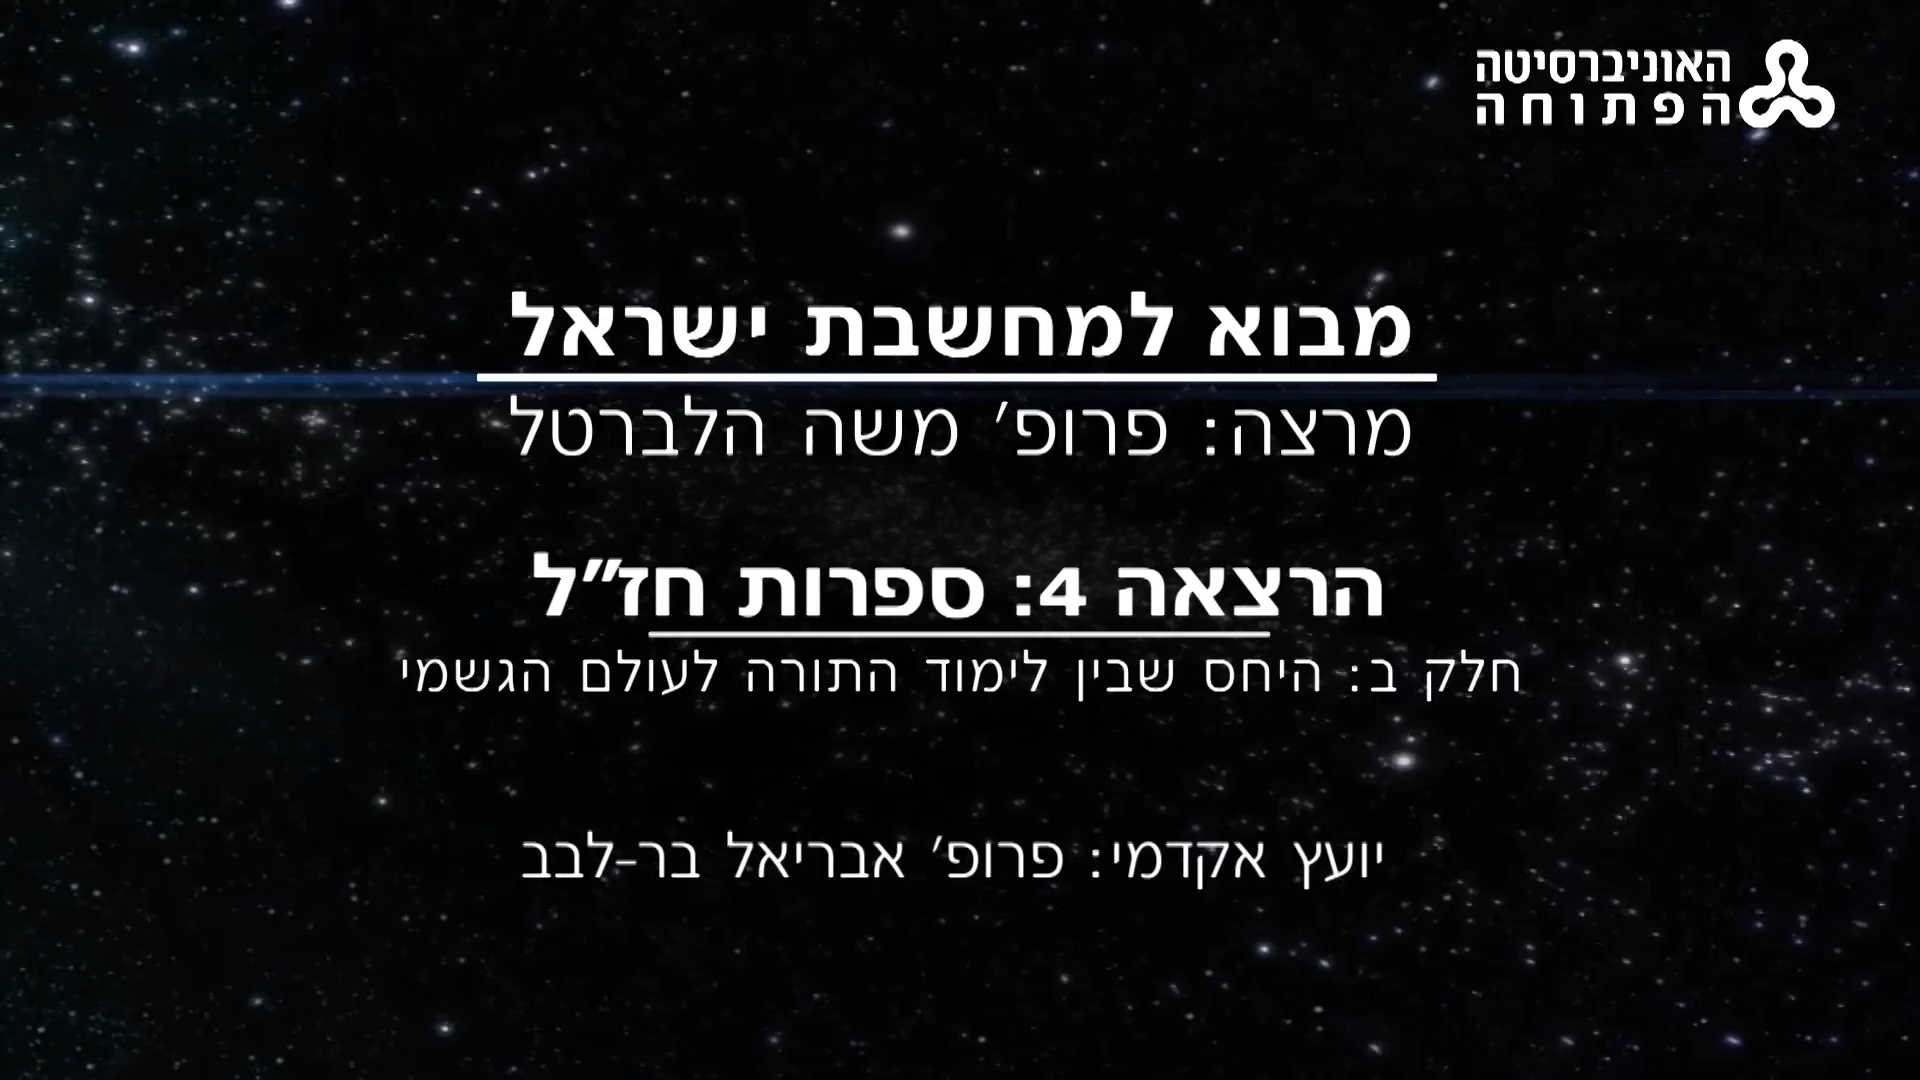 האוניברסיטה
הפתוחה
מבוא למחשבת ישראל
מרצה: פרופ' משה הלברטל
הרצאה 4: ספרות חז"ל
חלק ב: היחס שבין לימוד התורה לעולם הגשמי
יועץ אקדמי: פרופ' אבריאל בר-לבב